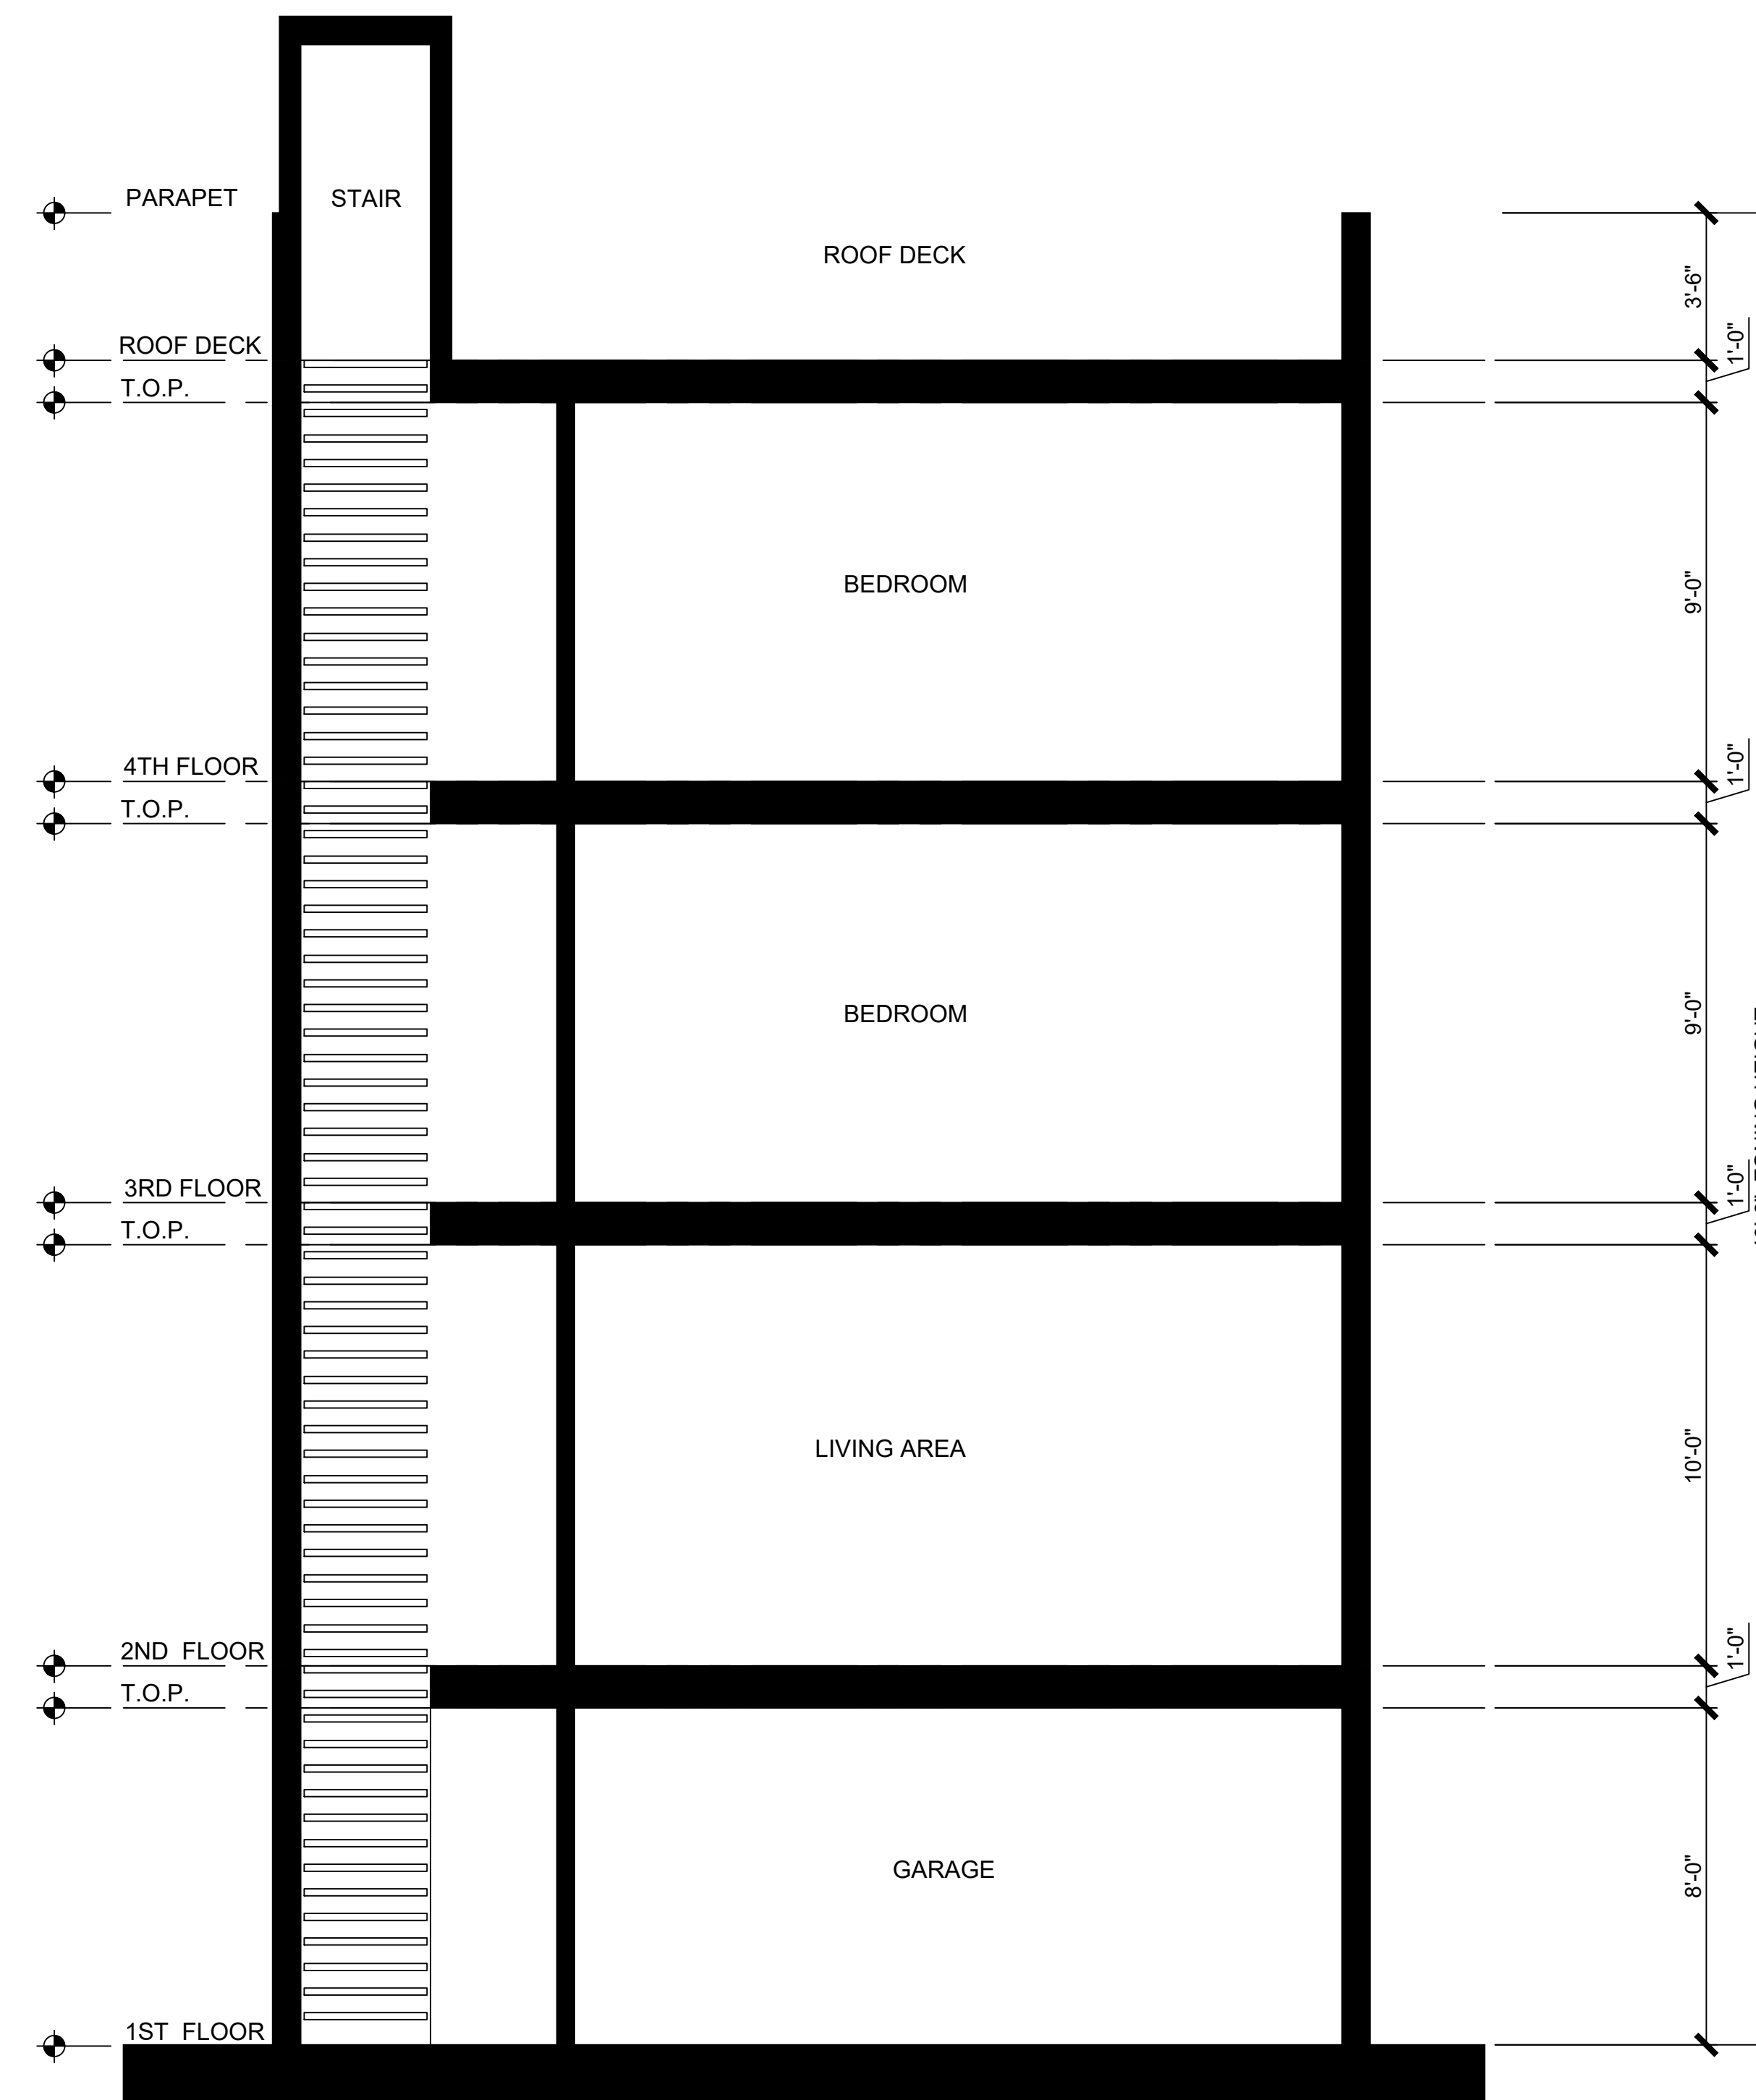 PARAPET
STAIR
ROOF DECK
3'-6"
ROOF DECK
1'-0"
T.O.P.
BEDROOM
9'-0"
4TH FLOOR
1'-0"
T.O.P.
BEDROOM
9'-0"
3RD FLOOR
1'-0"
T.O.P.
LIVING AREA
10'-0"
2ND FLOOR
1'-0"
T.O.P.
GARAGE
8'-0"
1ST FLOOR